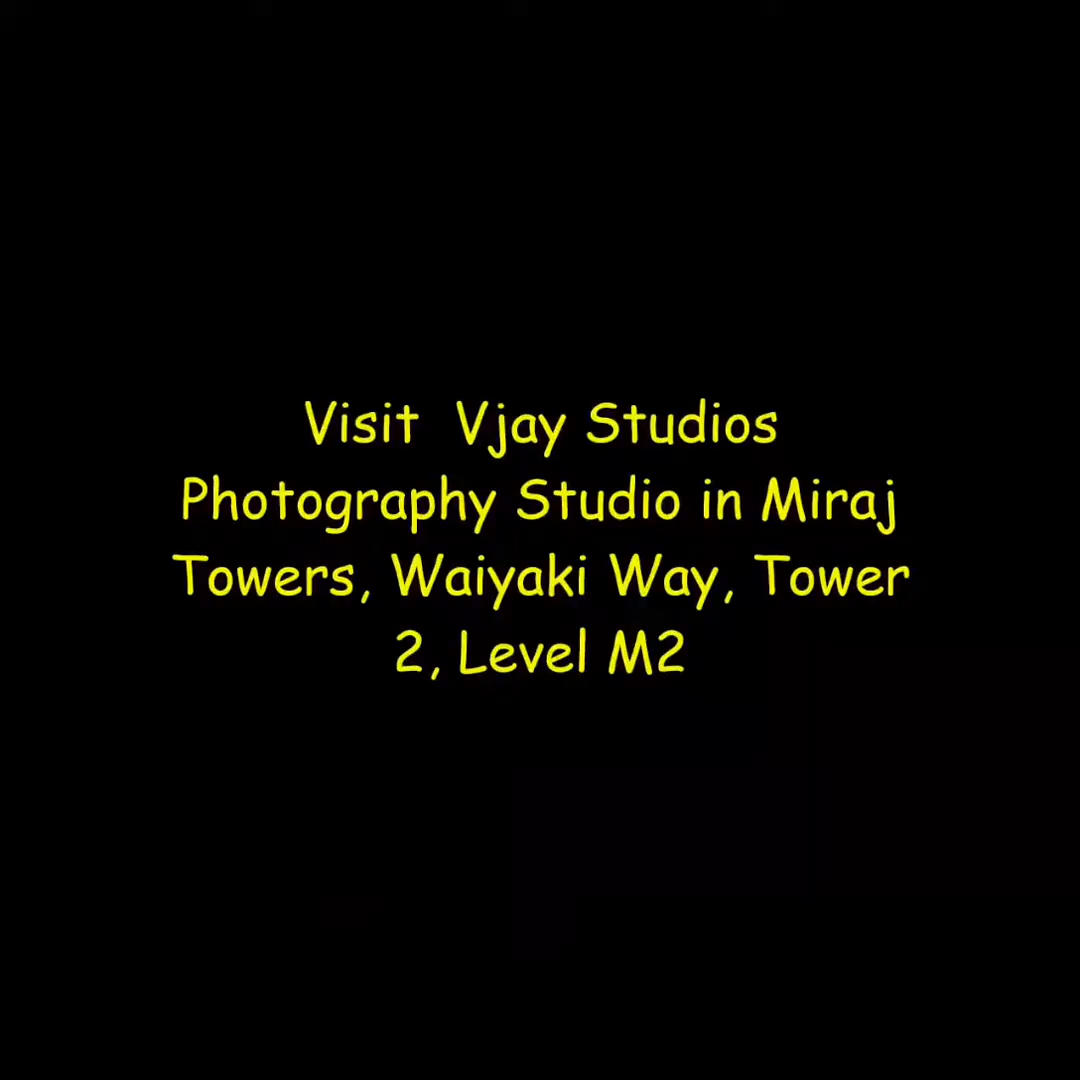 Visit  Vjay Studios
Photography Studio in Miraj
Towers, Waiyaki Way, Tower
2, Level M2